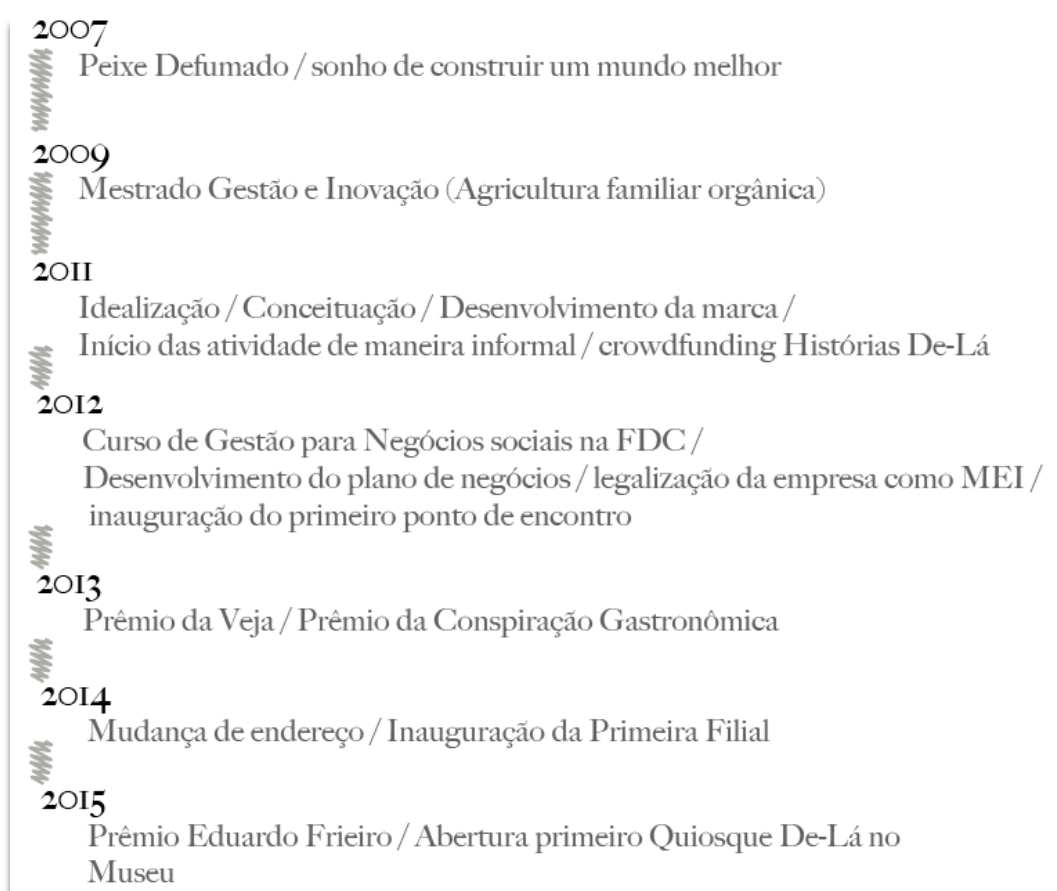 2007
Peixe Defumado / sonho de construir um mundo melhor
2009
Mestrado Gestão e Inovação (Agricultura familiar orgânica)
2011
Idealização / Conceituação / Desenvolvimento da marca /
Início das atividade de maneira informal / crowdfunding Histórias De-Lá
2012
Curso de Gestão para Negócios sociais na FDC /
Desenvolvimento do plano de negócios / legalização da empresa como MEI /
inauguração do primeiro ponto de encontro
2013
Prêmio da Veja / Prêmio da Conspiração Gastronômica
2014
Mudança de endereço / Inauguração da Primeira Filial
2015
Prêmio Eduardo Frieiro / Abertura primeiro Quiosque De-Lá no
Museu